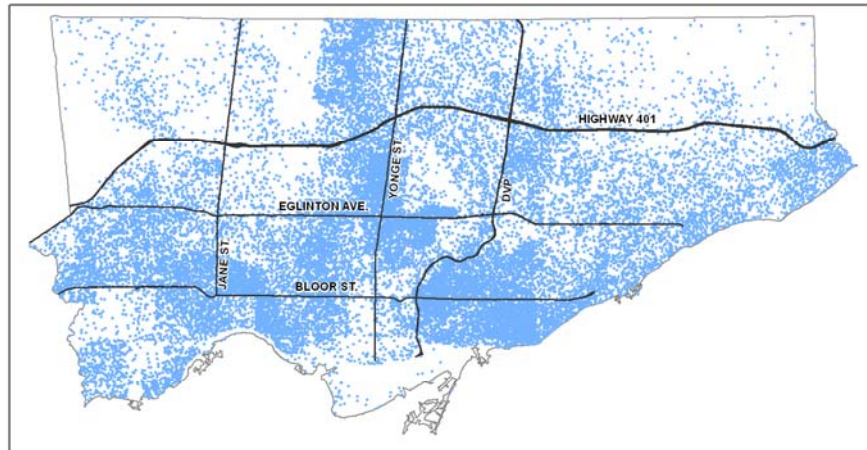 HIGHWAY 401
YONGE ST.
DVP
EGLINTON AVE.
JANE ST.
BLOOR ST.